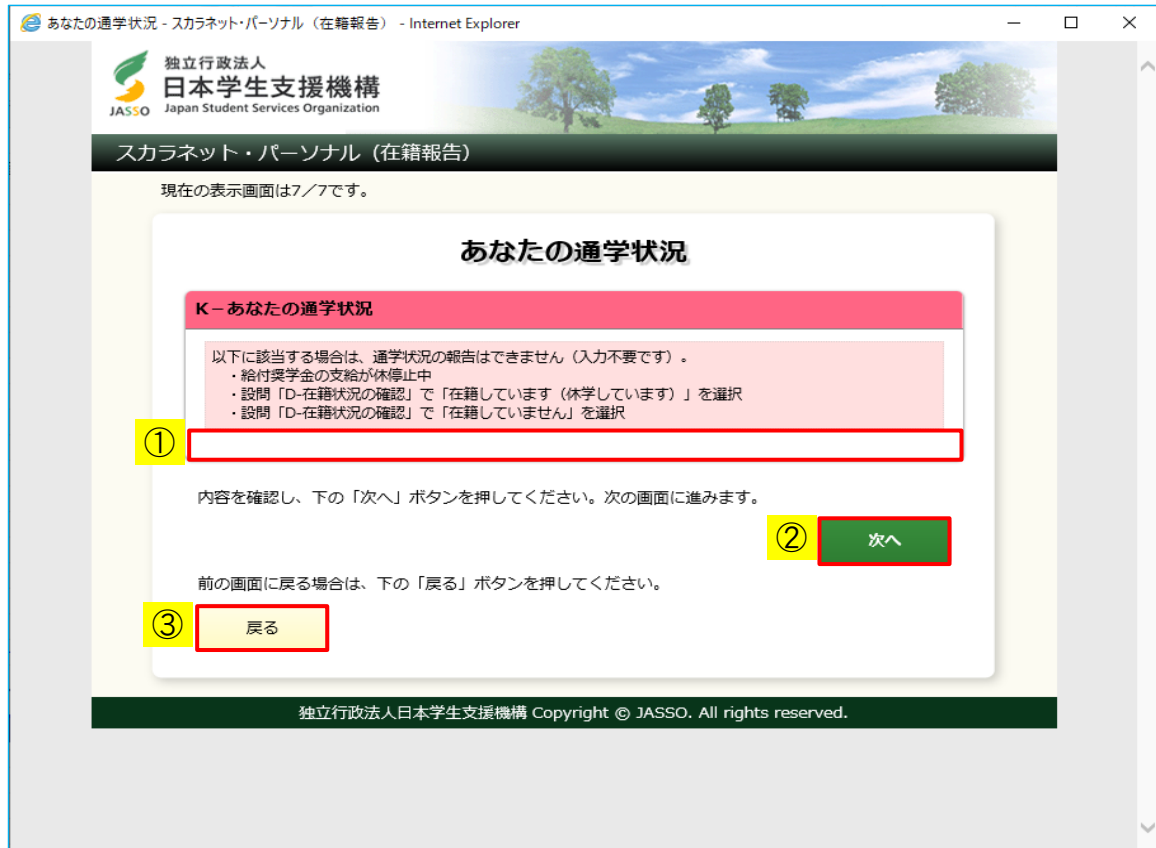 あなたの通学状況 - スカラネット・パーソナル（在籍報告） - Internet Explorer
独立行政法人
日本学生支援機構
JASSO Japan Student Services Organization
スカラネット・パーソナル（在籍報告）
現在の表示画面は7／7です。
あなたの通学状況
K－あなたの通学状況
以下に該当する場合は、通学状況の報告はできません（入力不要です）。
・給付奨学金の支給が休停止中
・設問「D-在籍状況の確認」で「在籍しています（休学しています）」を選択
・設問「D-在籍状況の確認」で「在籍していません」を選択
①
内容を確認し、下の「次へ」ボタンを押してください。次の画面に進みます。
② 次へ
前の画面に戻る場合は、下の「戻る」ボタンを押してください。
③ 戻る
独立行政法人日本学生支援機構 Copyright © JASSO. All rights reserved.